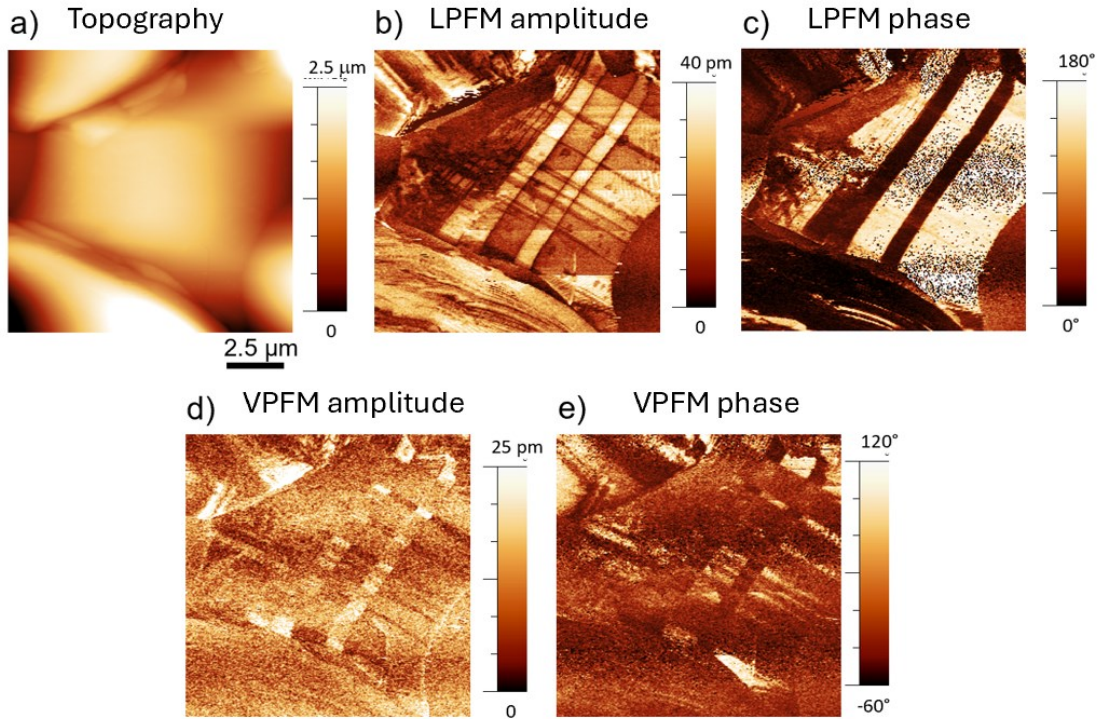 a) Topography
b) LPFM amplitude
c) LPFM phase
2.5 µm
0
2.5 µm
40 pm
0
180°
0°
d) VPFM amplitude
e) VPFM phase
25 pm
0
120°
-60°